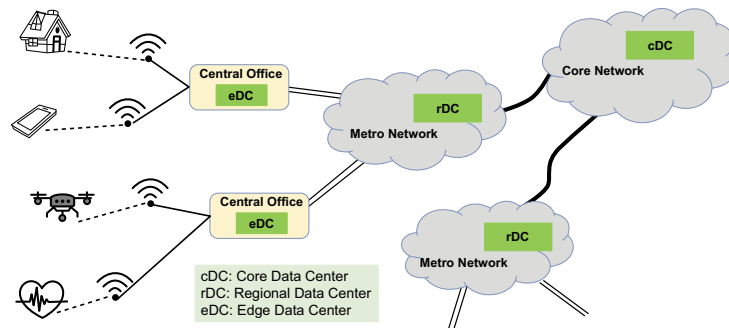 cDC
Core Network
Central Office
eDC
rDC
Metro Network
Central Office
eDC
rDC
Metro Network
cDC: Core Data Center
rDC: Regional Data Center
eDC: Edge Data Center